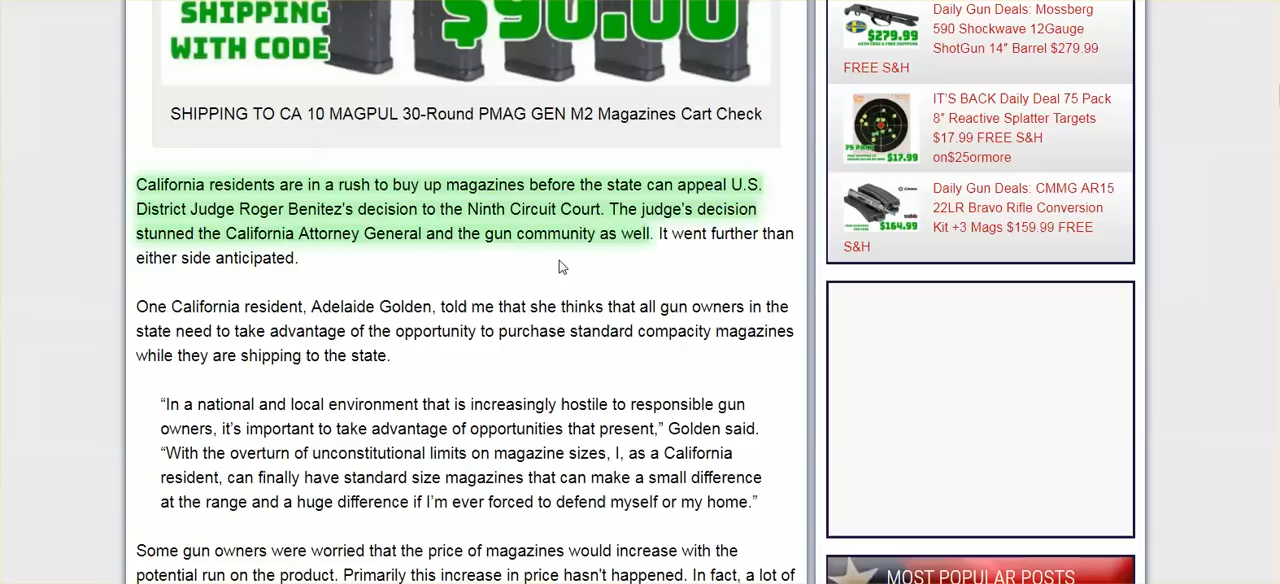 SHIPPING
WITH CODE
$90.00
SHIPPING TO CA 10 MAGPUL 30-Round PMAG GEN M2 Magazines Cart Check
California residents are in a rush to buy up magazines before the state can appeal U.S.
District Judge Roger Benitez's decision to the Ninth Circuit Court. The judge's decision
stunned the California Attorney General and the gun community as well. It went further than
either side anticipated.
One California resident, Adelaide Golden, told me that she thinks that all gun owners in the
state need to take advantage of the opportunity to purchase standard compacity magazines
while they are shipping to the state.
“In a national and local environment that is increasingly hostile to responsible gun
owners, it’s important to take advantage of opportunities that present,” Golden said.
“With the overturn of unconstitutional limits on magazine sizes, I, as a California
resident, can finally have standard size magazines that can make a small difference
at the range and a huge difference if I’m ever forced to defend myself or my home.”
Some gun owners were worried that the price of magazines would increase with the
potential run on the product. Primarily this increase in price hasn't happened. In fact, a lot of
$279.99
Daily Gun Deals: Mossberg
590 Shockwave 12Gauge
ShotGun 14" Barrel $279.99
FREE S&H
75 PACK
$17.99
IT’S BACK Daily Deal 75 Pack
8″ Reactive Splatter Targets
$17.99 FREE S&H
on$25ormore
$164.99
Daily Gun Deals: CMMG AR15
22LR Bravo Rifle Conversion
Kit +3 Mags $159.99 FREE
S&H
MOST POPULAR POSTS